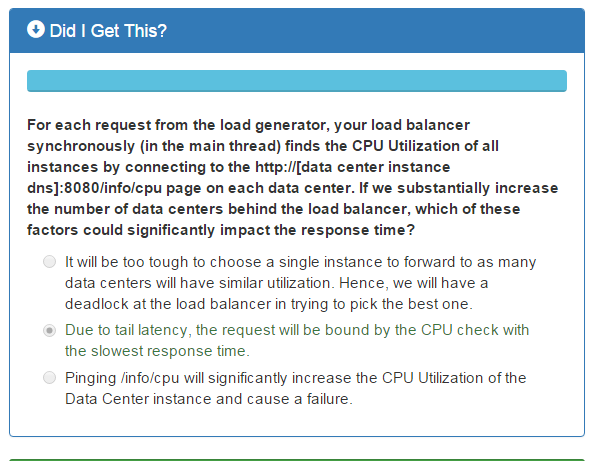 Did I Get This?
For each request from the load generator, your load balancer
synchronously (in the main thread) finds the CPU Utilization of all
instances by connecting to the http://[data center instance
dns]:8080/info/cpu page on each data center. If we substantially increase
the number of data centers behind the load balancer, which of these
factors could significantly impact the response time?
It will be too tough to choose a single instance to forward to as many
data centers will have similar utilization. Hence, we will have a
deadlock at the load balancer in trying to pick the best one.
Due to tail latency, the request will be bound by the CPU check with
the slowest response time.
Pinging /info/cpu will significantly increase the CPU Utilization of the
Data Center instance and cause a failure.